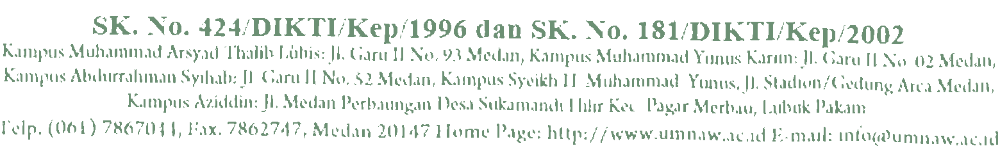 SK. No. 424/DIKTI/Kep/1996 dan SK. No. 181/DIKTI/Kep/2002
Kampus Muhammad Arsyad Thalib Lubis: Jl. Garu II No. 93 Medan, Kampus Muhammad Yunus Karim: Jl. Garu II No. 02 Medan,
Kampus Abdurrahman Syihab: Jl. Garu II No. 52 Medan, Kampus Syeikh H. Muhammad Yunus, Jl. Stadion/Gedung Arca Medan,
Kampus Aziddin: Jl. Medan Perbaungan Desa Sukamandi Hilir Kec. Pagar Merbau, Lubuk Pakam
Telp. (061) 7867044, Fax. 7862747, Medan 20147 Home Page: http://www.umnaw.ac.id E-mail: info@umnaw.ac.id